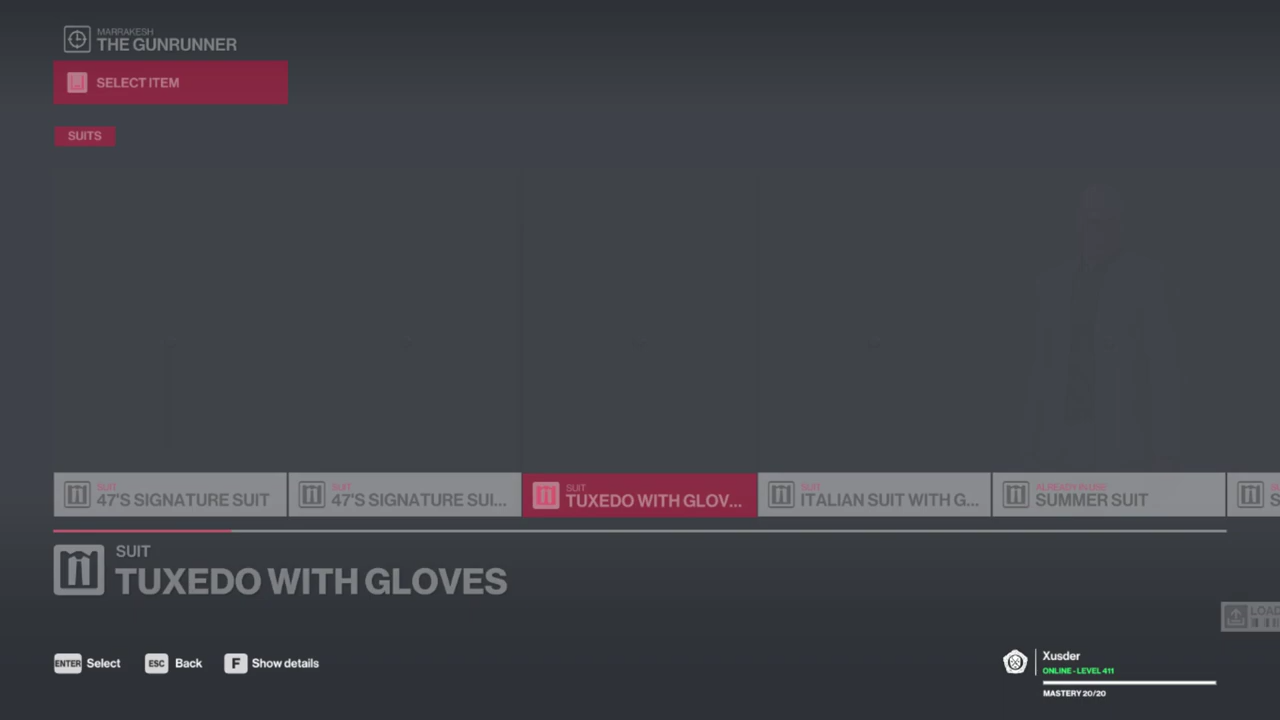 MARRAKESH
THE GUNRUNNER
SELECT ITEM
SUITS
SUIT
47'S SIGNATURE SUIT
SUIT
47'S SIGNATURE SUI...
SUIT
TUXEDO WITH GLOV...
SUIT
ITALIAN SUIT WITH G...
ALREADY IN USE
SUMMER SUIT
SUIT
TUXEDO WITH GLOVES
LOAD
ENTER Select
ESC Back
F Show details
Xusder
ONLINE - LEVEL 411
MASTERY 20/20